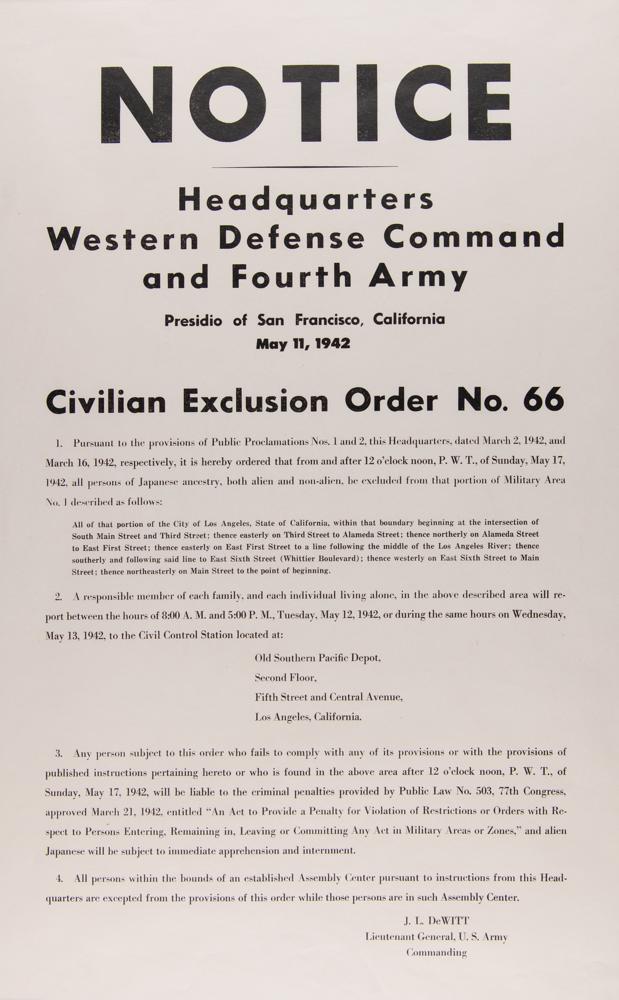 NOTICE
Headquarters
Western Defense Command
and Fourth Army
Presidio of San Francisco, California
May 11, 1942
Civilian Exclusion Order No. 66
1. Pursuant to the provisions of Public Proclamations Nos. 1 and 2, this Headquarters, dated March 2, 1942, and
March 16, 1942, respectively, it is hereby ordered that from and after 12 o'clock noon, P. W. T., of Sunday, May 17,
1942, all persons of Japanese ancestry, both alien and non-alien, be excluded from that portion of Military Area
No. 1 described as follows:
All of that portion of the City of Los Angeles, State of California, within that boundary beginning at the intersection of
South Main Street and Third Street; thence easterly on Third Street to Alameda Street; thence northerly on Alameda Street
to East First Street; thence easterly on East First Street to a line following the middle of the Los Angeles River; thence
southerly and following said line to East Sixth Street (Whittier Boulevard); thence westerly on East Sixth Street to Main
Street; thence northeasterly on Main Street to the point of beginning.
2. A responsible member of each family, and each individual living alone, in the above described area will re-
port between the hours of 8:00 A. M. and 5:00 P. M., Tuesday, May 12, 1942, or during the same hours on Wednesday,
May 13, 1942, to the Civil Control Station located at:
Old Southern Pacific Depot,
Second Floor,
Fifth Street and Central Avenue,
Los Angeles, California.
3. Any person subject to this order who fails to comply with any of its provisions or with the provisions of
published instructions pertaining hereto or who is found in the above area after 12 o'clock noon, P. W. T., of
Sunday, May 17, 1942, will be liable to the criminal penalties provided by Public Law No. 503, 77th Congress,
approved March 21, 1942, entitled "An Act to Provide a Penalty for Violation of Restrictions or Orders with Re-
spect to Persons Entering, Remaining in, Leaving or Committing Any Act in Military Areas or Zones," and alien
Japanese will be subject to immediate apprehension and internment.
4. All persons within the bounds of an established Assembly Center pursuant to instructions from this Head-
quarters are excepted from the provisions of this order while those persons are in such Assembly Center.
J. L. DeWITT
Lieutenant General, U. S. Army
Commanding